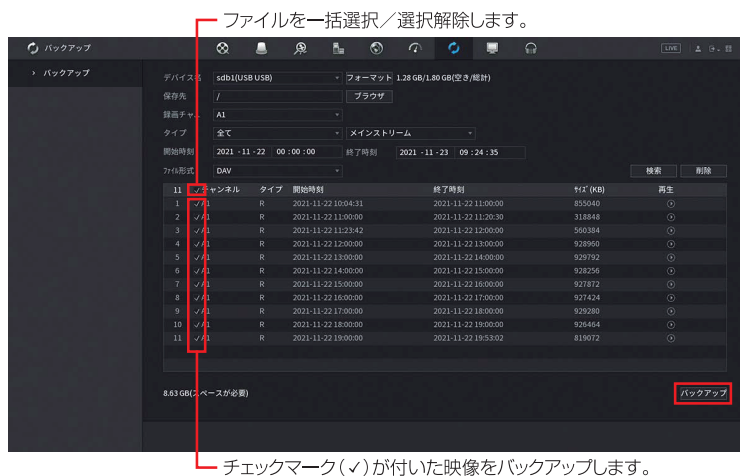 ファイルを一括選択／選択解除します。
バックアップ LIVE
バックアップ
デバイス名 sdb1(USB USB) フォーマット 1.28 GB/1.80 GB(空き/総計)
保存先 / ブラウザ
録画チャ A1
タイプ 全て メインストリーム
開始時刻 2021 -11 -22 00 : 00 : 00 終了時刻 2021 -11 -23 09 : 24 : 35
ﾌｧｲﾙ形式 DAV 検索 削除
11 ✓チャンネル タイプ 開始時刻 終了時刻 ｻｲｽﾞ(KB) 再生
1 ✓A1 R 2021-11-22 10:04:31 2021-11-22 11:00:00 855040
2 ✓A1 R 2021-11-22 11:00:00 2021-11-22 11:20:30 318848
3 ✓A1 R 2021-11-22 11:23:42 2021-11-22 12:00:00 560384
4 ✓A1 R 2021-11-22 12:00:00 2021-11-22 13:00:00 928960
5 ✓A1 R 2021-11-22 13:00:00 2021-11-22 14:00:00 929792
6 ✓A1 R 2021-11-22 14:00:00 2021-11-22 15:00:00 928256
7 ✓A1 R 2021-11-22 15:00:00 2021-11-22 16:00:00 927872
8 ✓A1 R 2021-11-22 16:00:00 2021-11-22 17:00:00 927424
9 ✓A1 R 2021-11-22 17:00:00 2021-11-22 18:00:00 929280
10 ✓A1 R 2021-11-22 18:00:00 2021-11-22 19:00:00 926464
11 ✓A1 R 2021-11-22 19:00:00 2021-11-22 19:53:02 819072
8.63 GB(スペースが必要) バックアップ
チェックマーク(✓)が付いた映像をバックアップします。